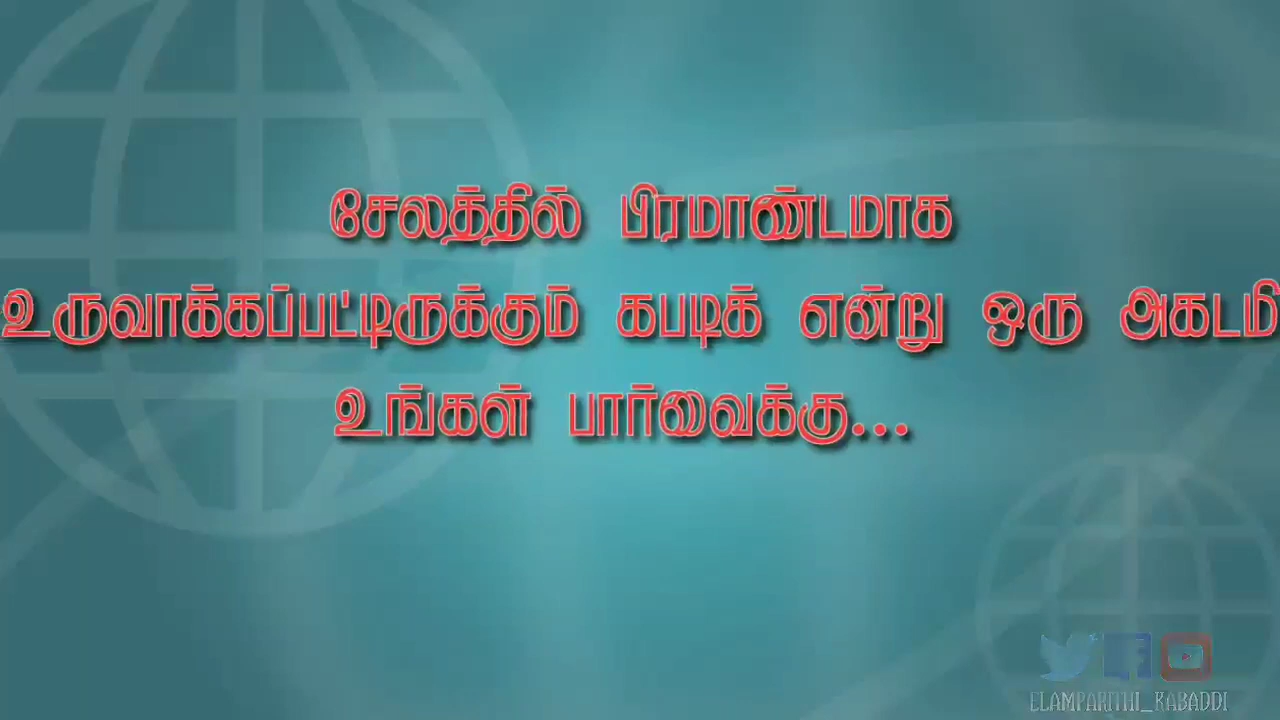 சேலத்தில் பிரமாண்டமாக
உருவாக்கப்பட்டிருக்கும் கபடிக் என்று ஒரு அகடமி
உங்கள் பார்வைக்கு...
ELAMPARITHI_KABADDI